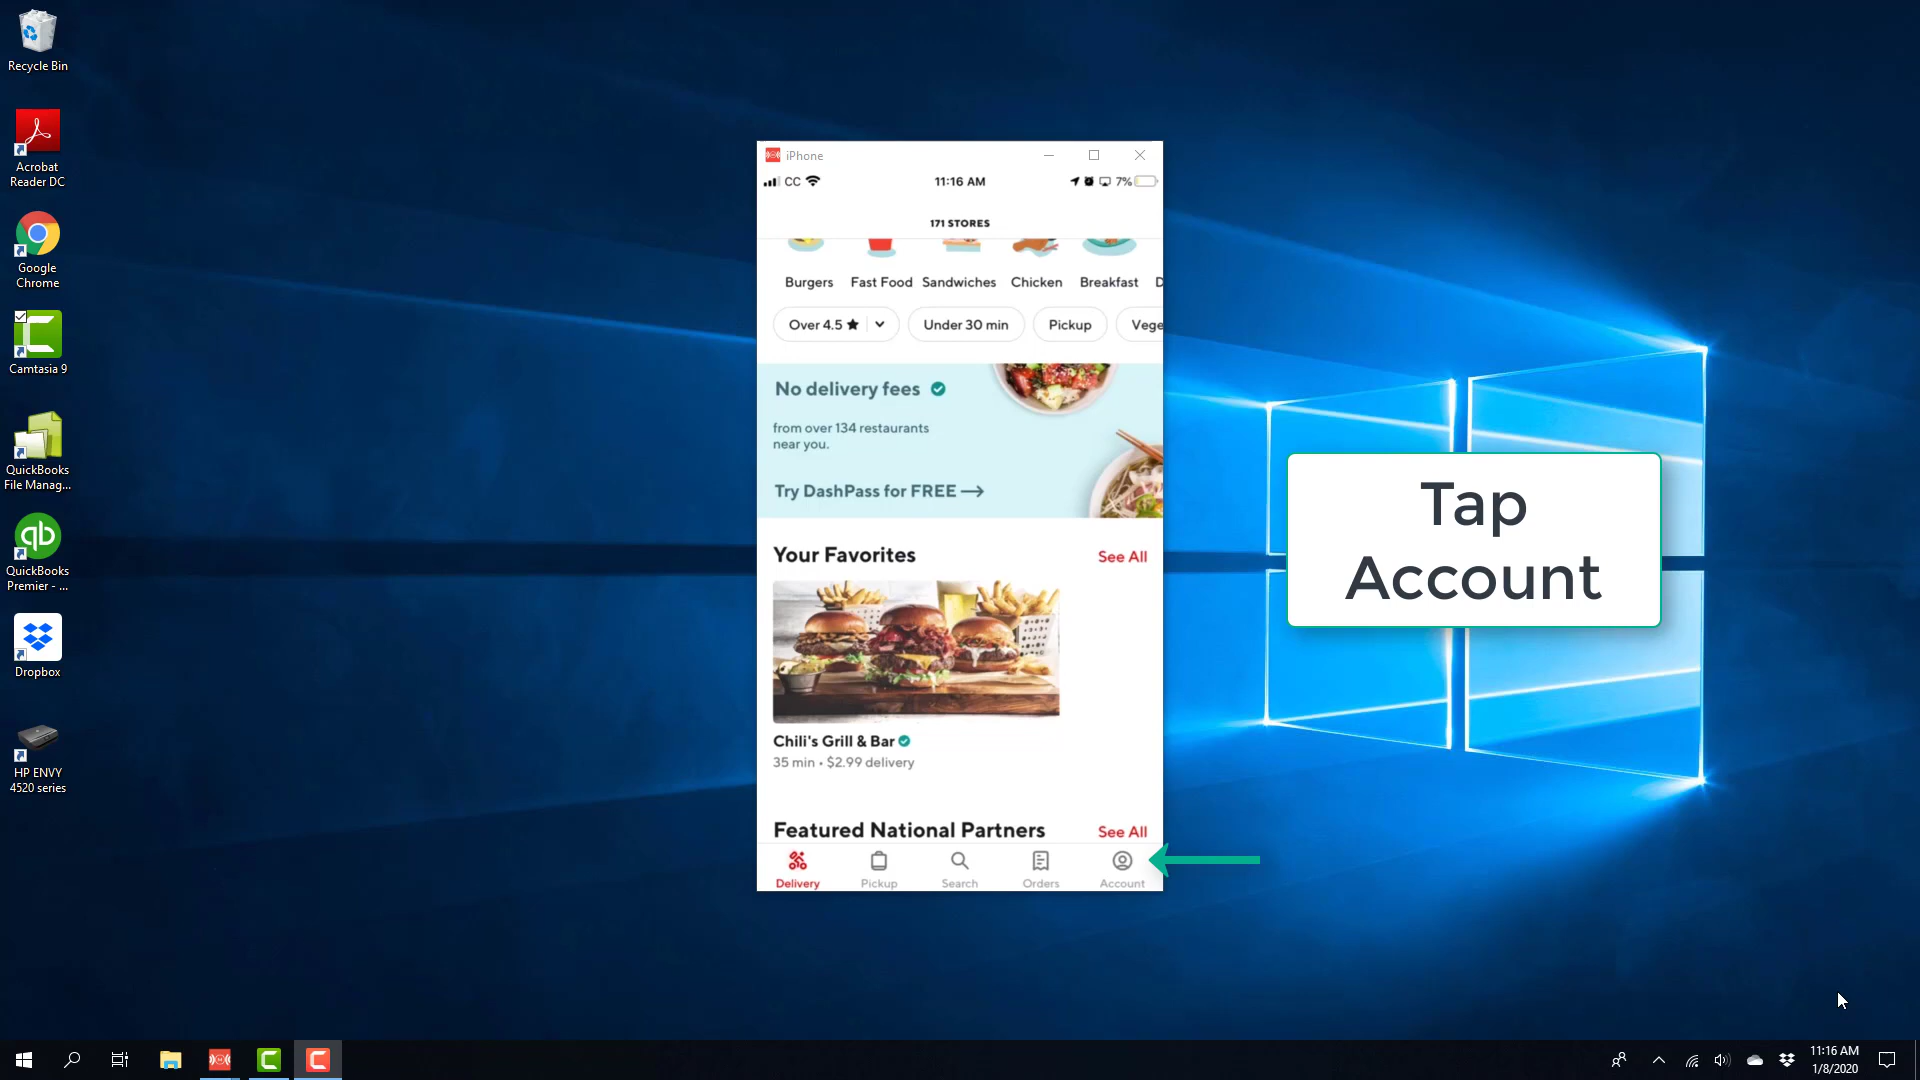 Recycle Bin
Acrobat
Reader DC
Google
Chrome
Camtasia 9
QuickBooks
File Manag...
QuickBooks
Premier - ...
Dropbox
HP ENVY
4520 series
iPhone
CC 11:16 AM 7%
171 STORES
Burgers Fast Food Sandwiches Chicken Breakfast D
Over 4.5 Under 30 min Pickup Vege
No delivery fees
from over 134 restaurants
near you.
Try DashPass for FREE
Your Favorites See All
Chili's Grill & Bar
35 min • $2.99 delivery
Featured National Partners See All
Delivery Pickup Search Orders Account
Tap
Account
qb
11:16 AM
1/8/2020